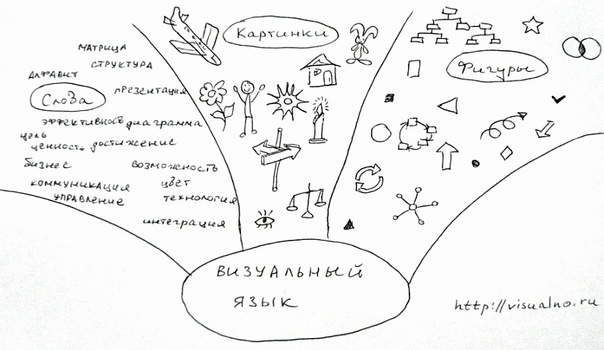 МАТРИЦА
СТРУКТУРА
АЛФАВИТ
Слова
ПРЕЗЕНТАЦИЯ
ЭФФЕКТИВНОСТЬ
ДИАГРАММА
ЦЕЛЬ
ЦЕННОСТЬ
ДОСТИЖЕНИЕ
БИЗНЕС
ВОЗМОЖНОСТЬ
КОММУНИКАЦИЯ
ЦВЕТ
УПРАВЛЕНИЕ
ТЕХНОЛОГИЯ
ИНТЕГРАЦИЯ
Картинки
Фигуры
ВИЗУАЛЬНЫЙ
ЯЗЫК
http://visualno.ru